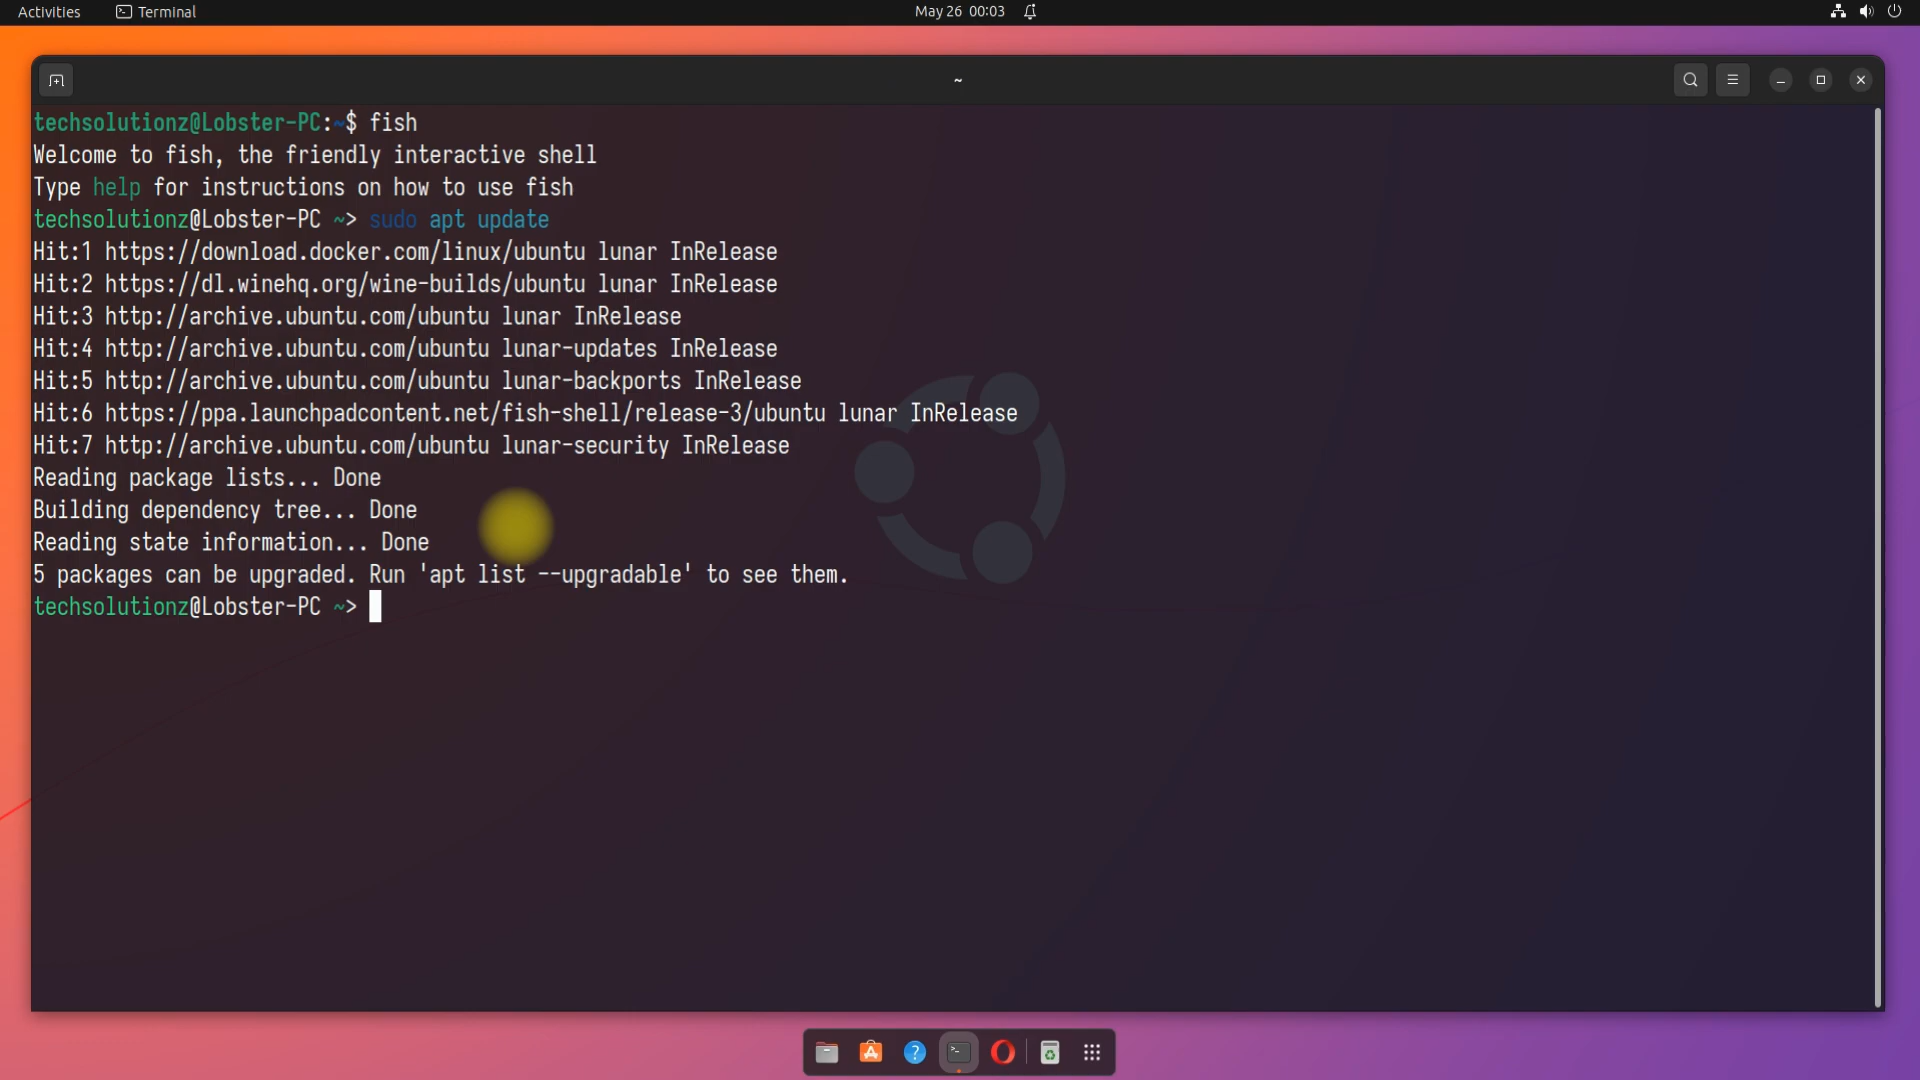 Activities
Terminal
May 26 00:03
~
techsolutionz@Lobster-PC:~$ fish
Welcome to fish, the friendly interactive shell
Type help for instructions on how to use fish
techsolutionz@Lobster-PC ~> sudo apt update
Hit:1 https://download.docker.com/linux/ubuntu lunar InRelease
Hit:2 https://dl.winehq.org/wine-builds/ubuntu lunar InRelease
Hit:3 http://archive.ubuntu.com/ubuntu lunar InRelease
Hit:4 http://archive.ubuntu.com/ubuntu lunar-updates InRelease
Hit:5 http://archive.ubuntu.com/ubuntu lunar-backports InRelease
Hit:6 https://ppa.launchpadcontent.net/fish-shell/release-3/ubuntu lunar InRelease
Hit:7 http://archive.ubuntu.com/ubuntu lunar-security InRelease
Reading package lists... Done
Building dependency tree... Done
Reading state information... Done
5 packages can be upgraded. Run 'apt list --upgradable' to see them.
techsolutionz@Lobster-PC ~>